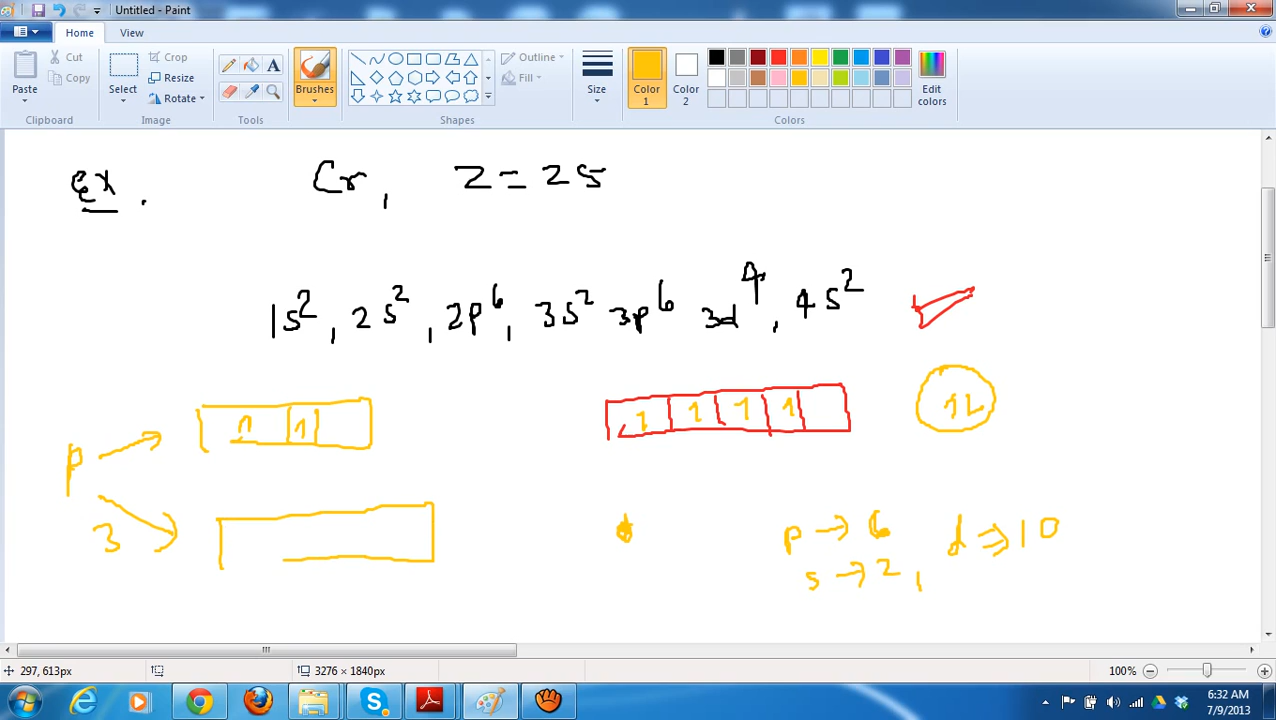 Untitled - Paint
Home View
Paste
Cut
Copy
Clipboard
Select
Crop
Resize
Rotate
Image
A
Tools
Brushes
Outline
Fill
Shapes
Size
Color 1
Color 2
Edit colors
Colors
Ex. Cr, Z = 25
1s², 2s², 2p⁶, 3s² 3p⁶ 3d⁴, 4s² ✓
1 1 1 1 1 1 1L
p
3
p → 6 d ⇒ 10
s → 2,
297, 613px 3276 × 1840px 100%
6:32 AM
7/9/2013